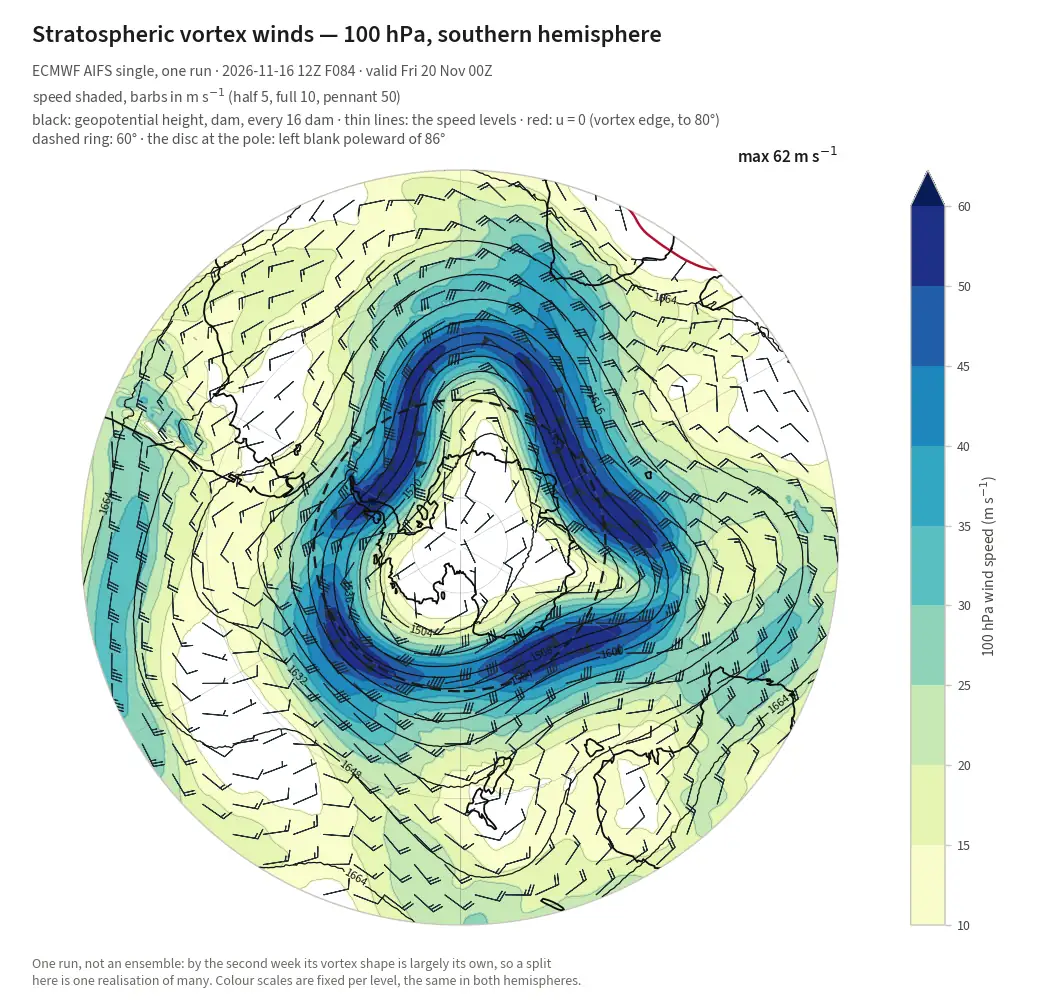 Stratospheric vortex winds — 100 hPa, southern hemisphere
ECMWF AIFS single, one run · 2026-11-16 12Z F084 · valid Fri 20 Nov 00Z
speed shaded, barbs in m s⁻¹ (half 5, full 10, pennant 50)
black: geopotential height, dam, every 16 dam · thin lines: the speed levels · red: u = 0 (vortex edge, to 80°)
dashed ring: 60° · the disc at the pole: left blank poleward of 86°
max 62 m s⁻¹
60
50
45
40
35
30
25
20
15
10
100 hPa wind speed (m s⁻¹)
1664
1616
1664
1504
1632
1600
1664
1648
1664
One run, not an ensemble: by the second week its vortex shape is largely its own, so a split
here is one realisation of many. Colour scales are fixed per level, the same in both hemispheres.